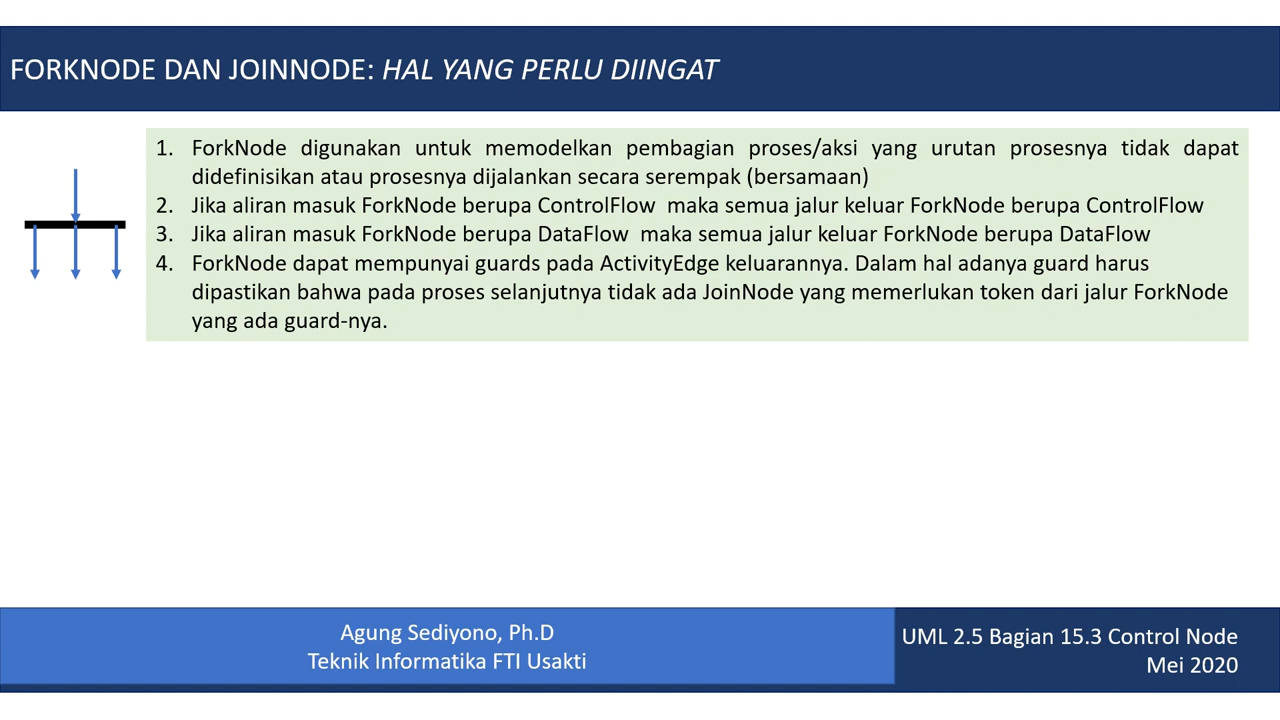 FORKNODE DAN JOINNODE: HAL YANG PERLU DIINGAT
1. ForkNode digunakan untuk memodelkan pembagian proses/aksi yang urutan prosesnya tidak dapat
didefinisikan atau prosesnya dijalankan secara serempak (bersamaan)
2. Jika aliran masuk ForkNode berupa ControlFlow maka semua jalur keluar ForkNode berupa ControlFlow
3. Jika aliran masuk ForkNode berupa DataFlow maka semua jalur keluar ForkNode berupa DataFlow
4. ForkNode dapat mempunyai guards pada ActivityEdge keluarannya. Dalam hal adanya guard harus
dipastikan bahwa pada proses selanjutnya tidak ada JoinNode yang memerlukan token dari jalur ForkNode
yang ada guard-nya.
Agung Sediyono, Ph.D
Teknik Informatika FTI Usakti
UML 2.5 Bagian 15.3 Control Node
Mei 2020